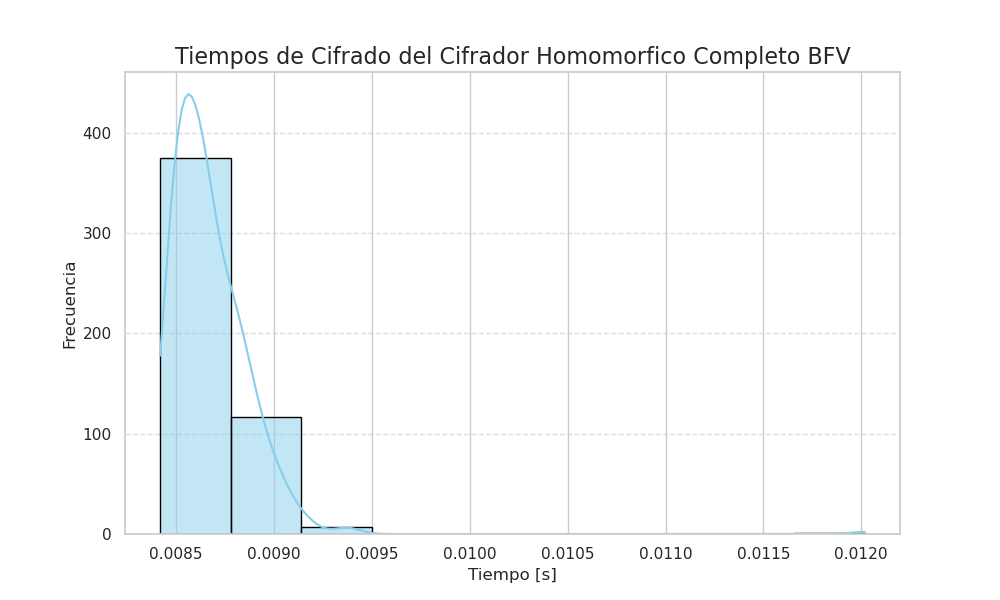 Tiempos de Cifrado del Cifrador Homomorfico Completo BFV
Frecuencia
400
300
200
100
0
0.0085 0.0090 0.0095 0.0100 0.0105 0.0110 0.0115 0.0120
Tiempo [s]